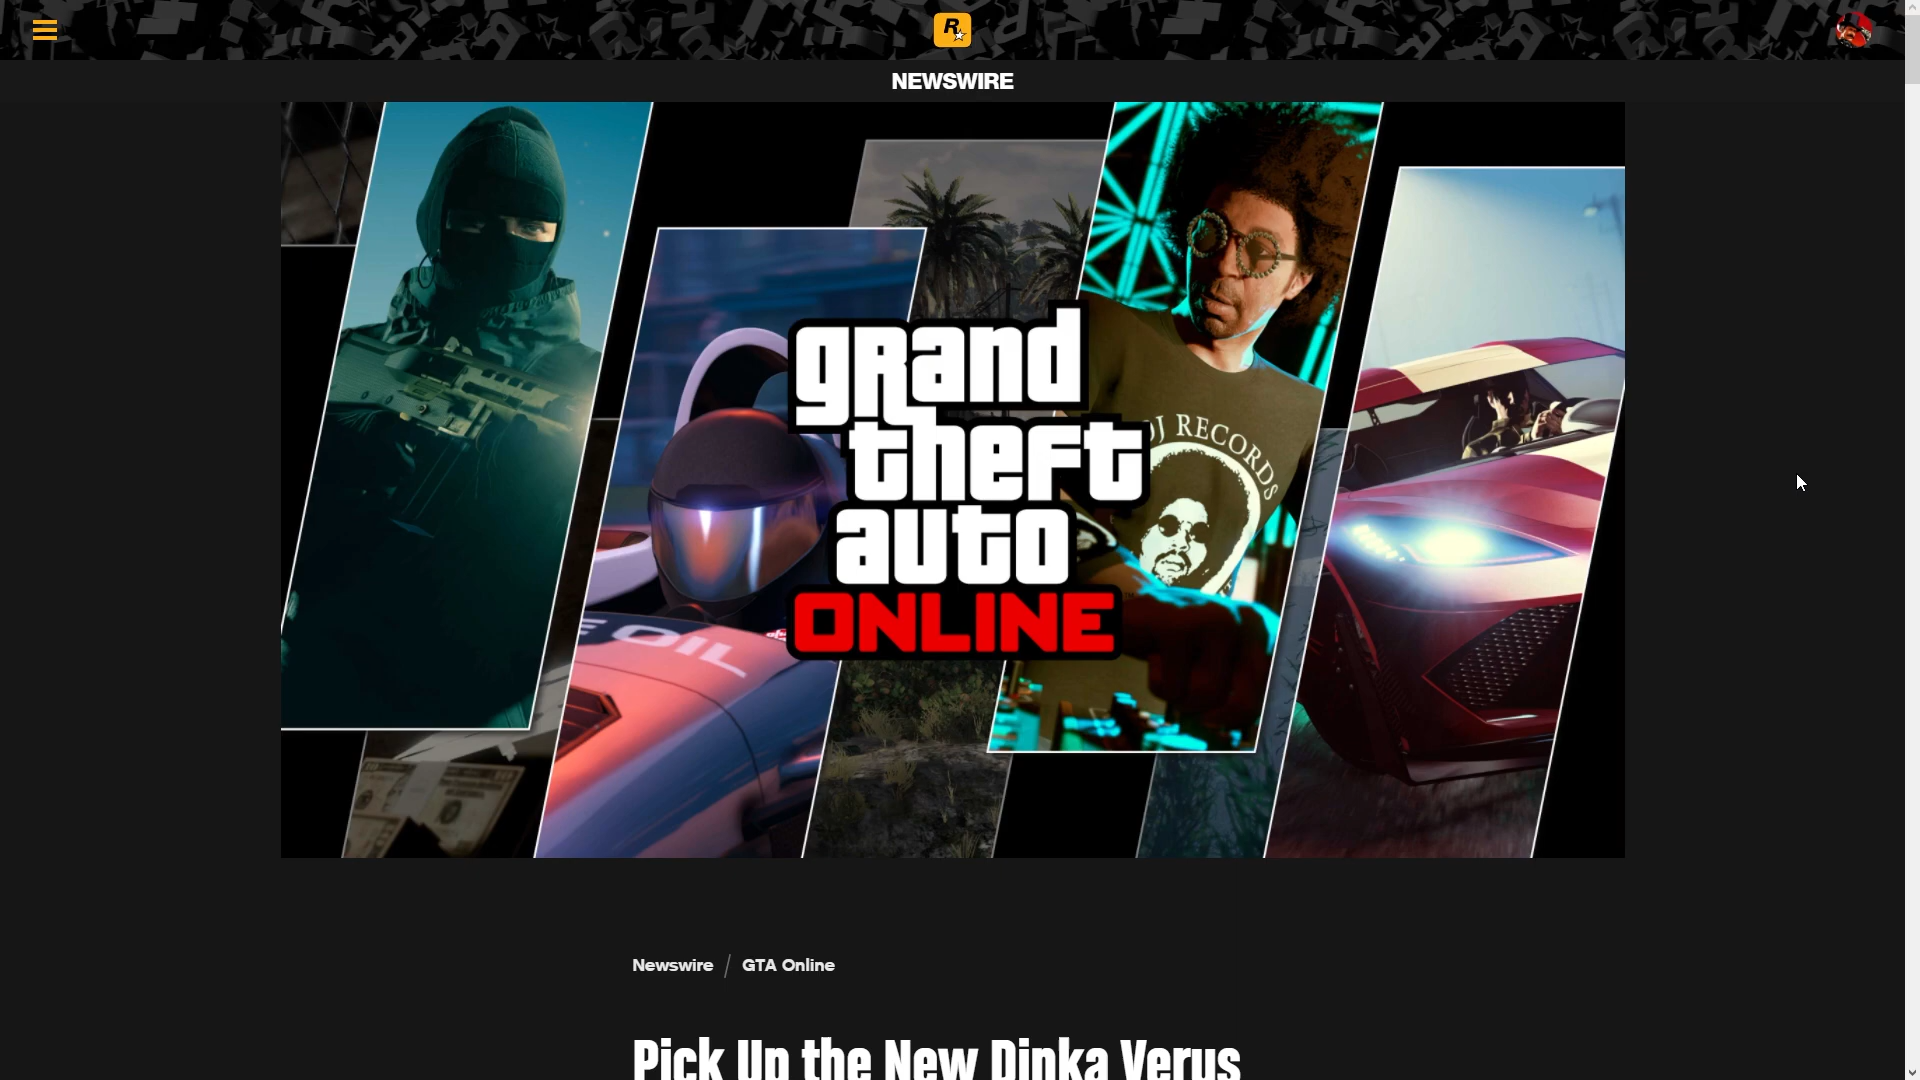 R
NEWSWIRE
DJ RECORDS
grand
theft
auto
ONLINE
OIL
Newswire / GTA Online
Pick Up the New Dinka Verus